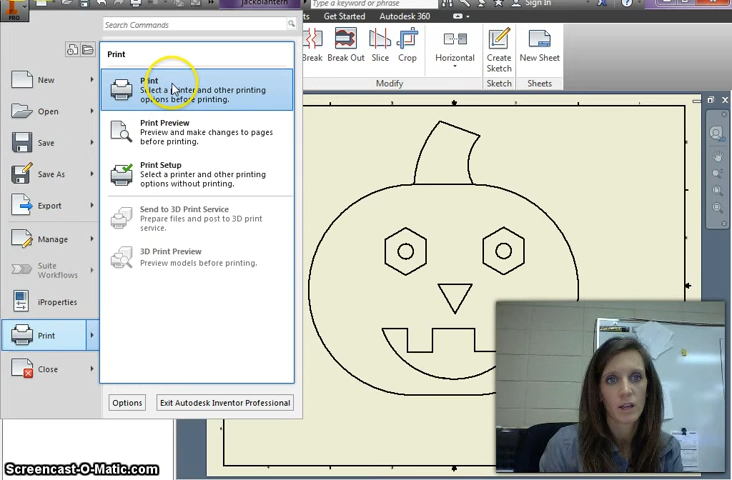 Jackolantern
Type a keyword or phrase
Sign In
Search Commands
Get Started
Autodesk 360
PRO
Print
Break
Break Out
Slice
Crop
Horizontal
Create
Sketch
New Sheet
Modify
Sketch
Sheets
New
Open
Save
Save As
Export
Manage
Suite
Workflows
iProperties
Print
Close
Print
Select a printer and other printing
options before printing.
Print Preview
Preview and make changes to pages
before printing.
Print Setup
Select a printer and other printing
options without printing.
Send to 3D Print Service
Prepare files and post to 3D print
service.
3D Print Preview
Preview models before printing.
Options
Exit Autodesk Inventor Professional
Screencast-O-Matic.com